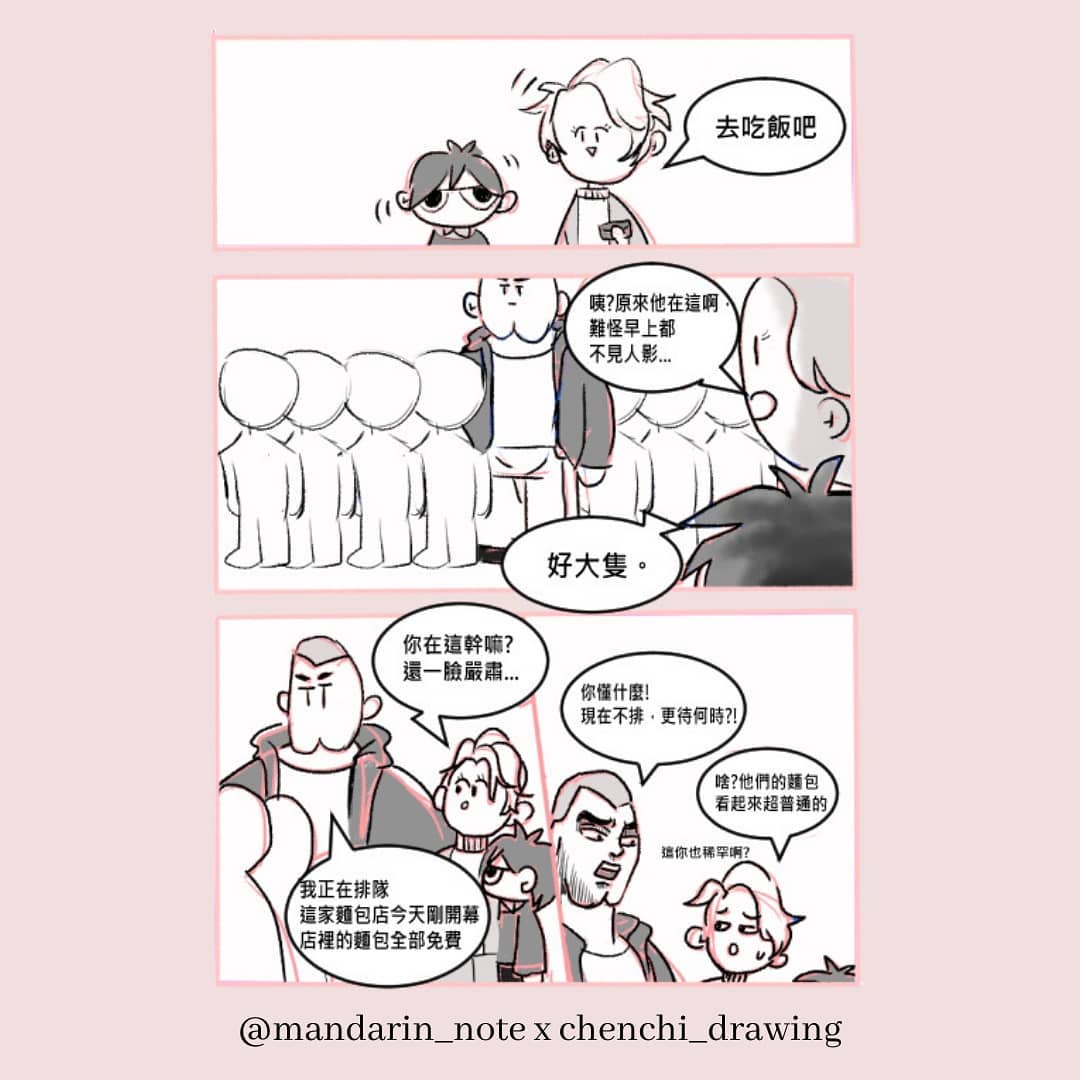 去吃飯吧
咦?原來他在這啊，
難怪早上都
不見人影...
好大隻。
你在這幹嘛?
還一臉嚴肅...
我正在排隊
這家麵包店今天剛開幕
店裡的麵包全部免費
你懂什麼!
現在不排，更待何時?!
啥?他們的麵包
看起來超普通的
這你也稀罕啊?
@mandarin_note x chenchi_drawing